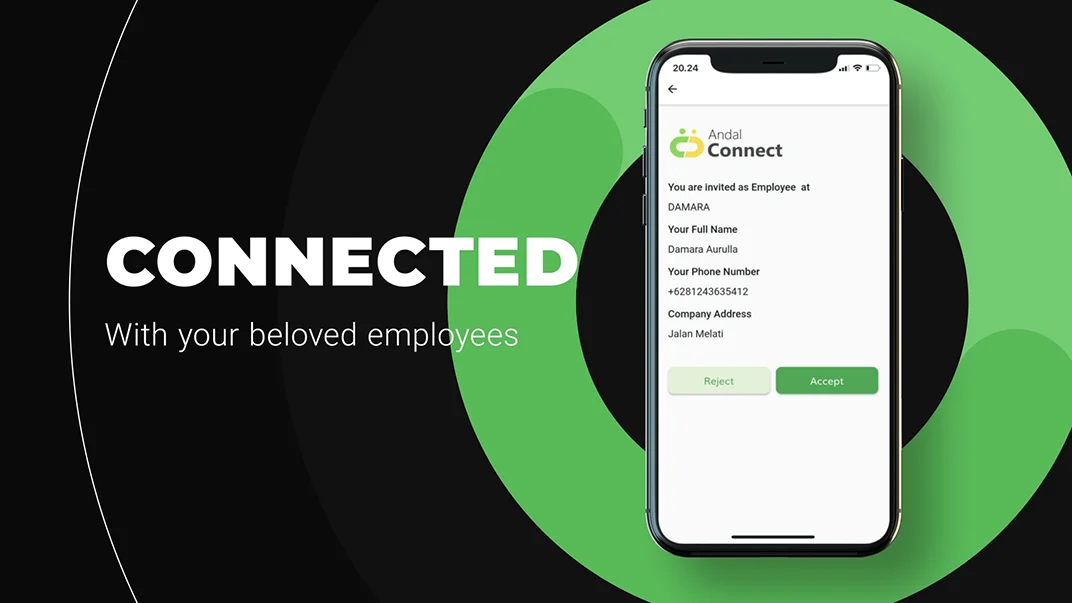 CONNECTED
With your beloved employees
20.24
Andal
Connect
You are invited as Employee at
DAMARA
Your Full Name
Damara Aurulla
Your Phone Number
+6281243635412
Company Address
Jalan Melati
Reject
Accept